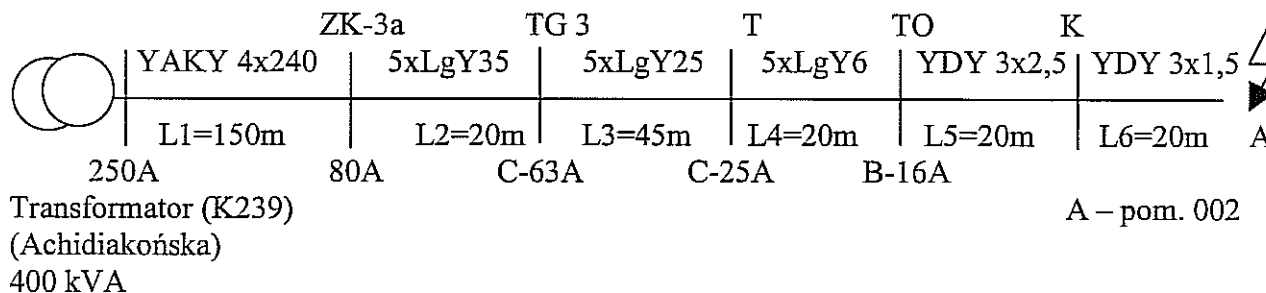 ZK-3a TG 3 T TO K
YAKY 4x240 5xLgY35 5xLgY25 5xLgY6 YDY 3x2,5 YDY 3x1,5
L1=150m L2=20m L3=45m L4=20m L5=20m L6=20m A
250A 80A C-63A C-25A B-16A
Transformator (K239) A – pom. 002
(Achidiakońska)
400 kVA